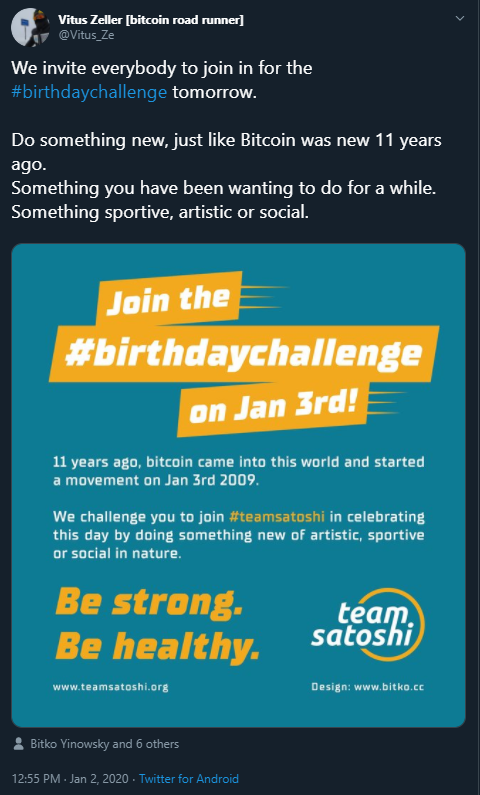 Vitus Zeller [bitcoin road runner]
@Vitus_Ze
We invite everybody to join in for the
#birthdaychallenge tomorrow.
Do something new, just like Bitcoin was new 11 years
ago.
Something you have been wanting to do for a while.
Something sportive, artistic or social.
Join the
#birthdaychallenge
on Jan 3rd!
11 years ago, bitcoin came into this world and started
a movement on Jan 3rd 2009.
We challenge you to join #teamsatoshi in celebrating
this day by doing something new of artistic, sportive
or social in nature.
Be strong.
Be healthy.
team
satoshi
www.teamsatoshi.org
Design: www.bitko.cc
Bitko Yinowsky and 6 others
12:55 PM · Jan 2, 2020 · Twitter for Android